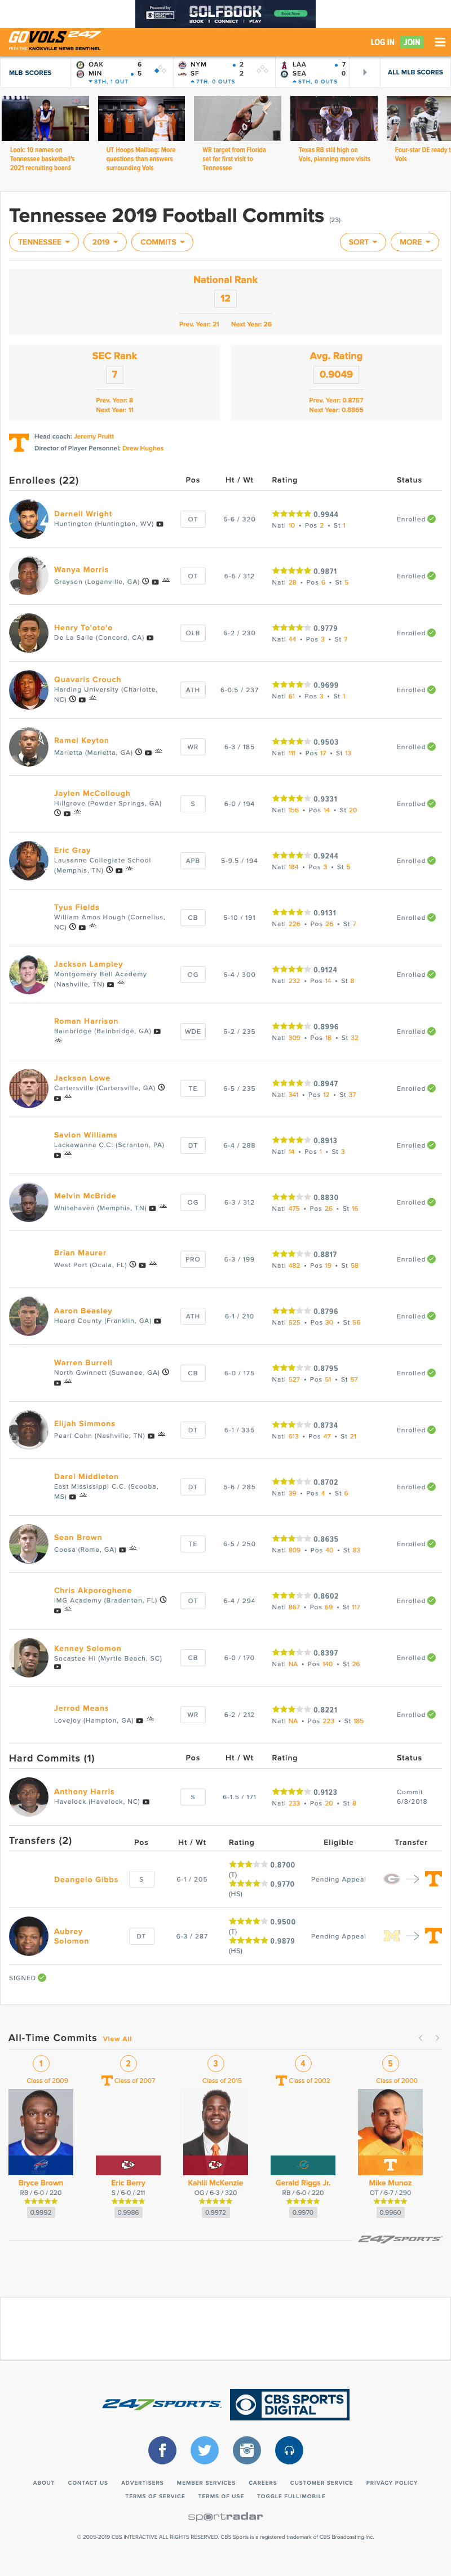 Powered by
CBS SPORTS DIGITAL
GOLFBOOK
BOOK | CONNECT | PLAY
Book Now
GOVOLS247
WITH THE KNOXVILLE NEWS SENTINEL
LOG IN JOIN
MLB SCORES
OAK 6
MIN 5
8TH, 1 OUT
NYM 2
SF 2
7TH, 0 OUTS
LAA 7
SEA 0
6TH, 0 OUTS
ALL MLB SCORES
Look: 10 names on
Tennessee basketball's
2021 recruiting board
UT Hoops Mailbag: More
questions than answers
surrounding Vols
WR target from Florida
set for first visit to
Tennessee
Texas RB still high on
Vols, planning more visits
Four-star DE ready t
Vols
Tennessee 2019 Football Commits (23)
TENNESSEE 2019 COMMITS SORT MORE
National Rank
12
Prev. Year: 21 Next Year: 26
SEC Rank
7
Prev. Year: 8
Next Year: 11
Avg. Rating
0.9049
Prev. Year: 0.8757
Next Year: 0.8865
Head coach: Jeremy Pruitt
Director of Player Personnel: Drew Hughes
Enrollees (22) Pos Ht / Wt Rating Status
Darnell Wright
Huntington (Huntington, WV)
OT 6-6 / 320 0.9944
Natl 10 • Pos 2 • St 1
Enrolled
Wanya Morris
Grayson (Loganville, GA)
OT 6-6 / 312 0.9871
Natl 28 • Pos 6 • St 5
Enrolled
Henry To'oto'o
De La Salle (Concord, CA)
OLB 6-2 / 230 0.9779
Natl 44 • Pos 3 • St 7
Enrolled
Quavaris Crouch
Harding University (Charlotte,
NC)
ATH 6-0.5 / 237 0.9699
Natl 61 • Pos 3 • St 1
Enrolled
Ramel Keyton
Marietta (Marietta, GA)
WR 6-3 / 185 0.9503
Natl 111 • Pos 17 • St 13
Enrolled
Jaylen McCollough
Hillgrove (Powder Springs, GA)
S 6-0 / 194 0.9331
Natl 156 • Pos 14 • St 20
Enrolled
Eric Gray
Lausanne Collegiate School
(Memphis, TN)
APB 5-9.5 / 194 0.9244
Natl 184 • Pos 3 • St 5
Enrolled
Tyus Fields
William Amos Hough (Cornelius,
NC)
CB 5-10 / 191 0.9131
Natl 226 • Pos 26 • St 7
Enrolled
Jackson Lampley
Montgomery Bell Academy
(Nashville, TN)
OG 6-4 / 300 0.9124
Natl 232 • Pos 14 • St 8
Enrolled
Roman Harrison
Bainbridge (Bainbridge, GA)
WDE 6-2 / 235 0.8996
Natl 309 • Pos 18 • St 32
Enrolled
Jackson Lowe
Cartersville (Cartersville, GA)
TE 6-5 / 235 0.8947
Natl 341 • Pos 12 • St 37
Enrolled
Savion Williams
Lackawanna C.C. (Scranton, PA)
DT 6-4 / 288 0.8913
Natl 14 • Pos 1 • St 3
Enrolled
Melvin McBride
Whitehaven (Memphis, TN)
OG 6-3 / 312 0.8830
Natl 475 • Pos 26 • St 16
Enrolled
Brian Maurer
West Port (Ocala, FL)
PRO 6-3 / 199 0.8817
Natl 482 • Pos 19 • St 58
Enrolled
Aaron Beasley
Heard County (Franklin, GA)
ATH 6-1 / 210 0.8796
Natl 525 • Pos 30 • St 56
Enrolled
Warren Burrell
North Gwinnett (Suwanee, GA)
CB 6-0 / 175 0.8795
Natl 527 • Pos 51 • St 57
Enrolled
Elijah Simmons
Pearl Cohn (Nashville, TN)
DT 6-1 / 335 0.8734
Natl 613 • Pos 47 • St 21
Enrolled
Darel Middleton
East Mississippi C.C. (Scooba,
MS)
DT 6-6 / 285 0.8702
Natl 39 • Pos 4 • St 6
Enrolled
Sean Brown
Coosa (Rome, GA)
TE 6-5 / 250 0.8635
Natl 809 • Pos 40 • St 83
Enrolled
Chris Akporoghene
IMG Academy (Bradenton, FL)
OT 6-4 / 294 0.8602
Natl 867 • Pos 69 • St 117
Enrolled
Kenney Solomon
Socastee Hi (Myrtle Beach, SC)
CB 6-0 / 170 0.8397
Natl NA • Pos 140 • St 26
Enrolled
Jerrod Means
Lovejoy (Hampton, GA)
WR 6-2 / 212 0.8221
Natl NA • Pos 223 • St 185
Enrolled
Hard Commits (1) Pos Ht / Wt Rating Status
Anthony Harris
Havelock (Havelock, NC)
S 6-1.5 / 171 0.9123
Natl 233 • Pos 20 • St 8
Commit
6/8/2018
Transfers (2) Pos Ht / Wt Rating Eligible Transfer
Deangelo Gibbs S 6-1 / 205
0.8700
(T)
0.9770
(HS)
Pending Appeal
Aubrey
Solomon
DT 6-3 / 287
0.9500
(T)
0.9879
(HS)
Pending Appeal
SIGNED
All-Time Commits View All
1
Class of 2009
Bryce Brown
RB / 6-0 / 220
0.9992
2
Class of 2007
Eric Berry
S / 6-0 / 211
0.9986
3
Class of 2015
Kahlil McKenzie
OG / 6-3 / 320
0.9972
4
Class of 2002
Gerald Riggs Jr.
RB / 6-0 / 220
0.9970
5
Class of 2000
Mike Munoz
OT / 6-7 / 290
0.9960
247SPORTS
247SPORTS CBS SPORTS DIGITAL
ABOUT CONTACT US ADVERTISERS MEMBER SERVICES CAREERS CUSTOMER SERVICE PRIVACY POLICY
TERMS OF SERVICE TERMS OF USE TOGGLE FULL/MOBILE
sportradar
© 2005-2019 CBS INTERACTIVE ALL RIGHTS RESERVED. CBS Sports is a registered trademark of CBS Broadcasting Inc.